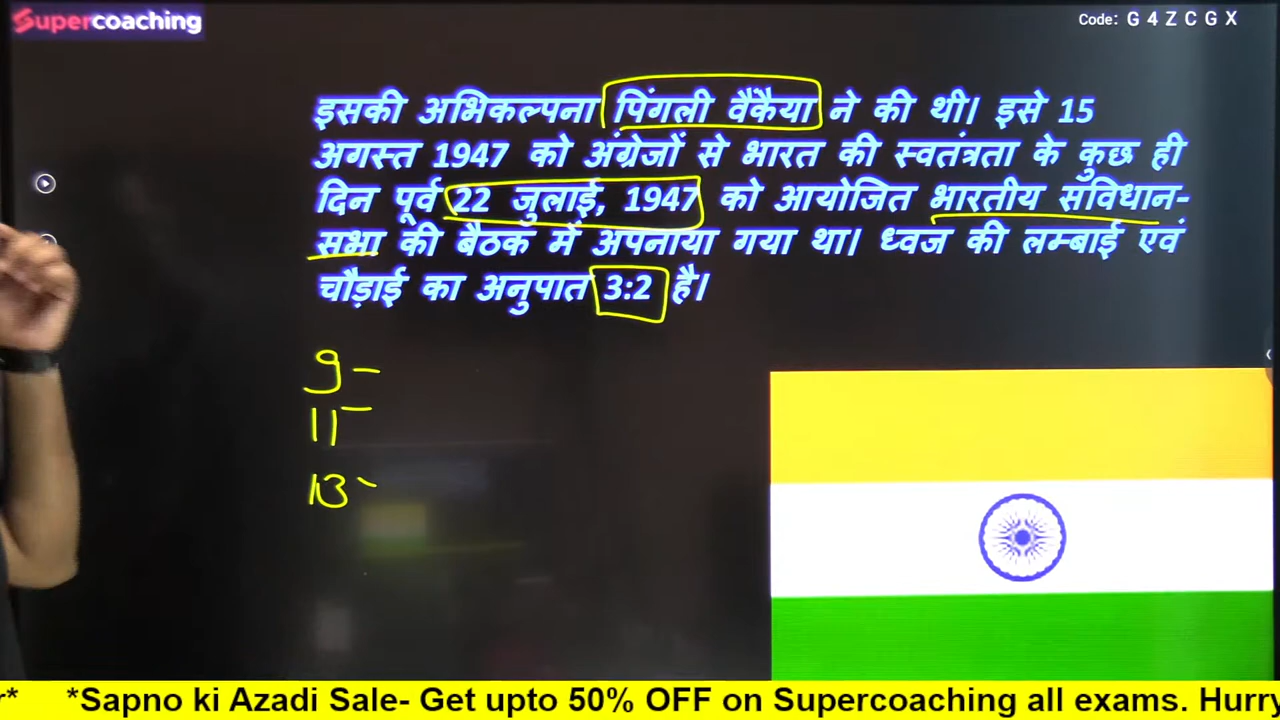 Supercoaching
Code: G 4 Z C G X
इसकी अभिकल्पना पिंगली वैंकैया ने की थी। इसे 15
अगस्त 1947 को अंग्रेजों से भारत की स्वतंत्रता के कुछ ही
दिन पूर्व 22 जुलाई, 1947 को आयोजित भारतीय संविधान-
सभा की बैठक में अपनाया गया था। ध्वज की लम्बाई एवं
चौड़ाई का अनुपात 3:2 है।
9-
11-
13-
r* *Sapno ki Azadi Sale- Get upto 50% OFF on Supercoaching all exams. Hurry